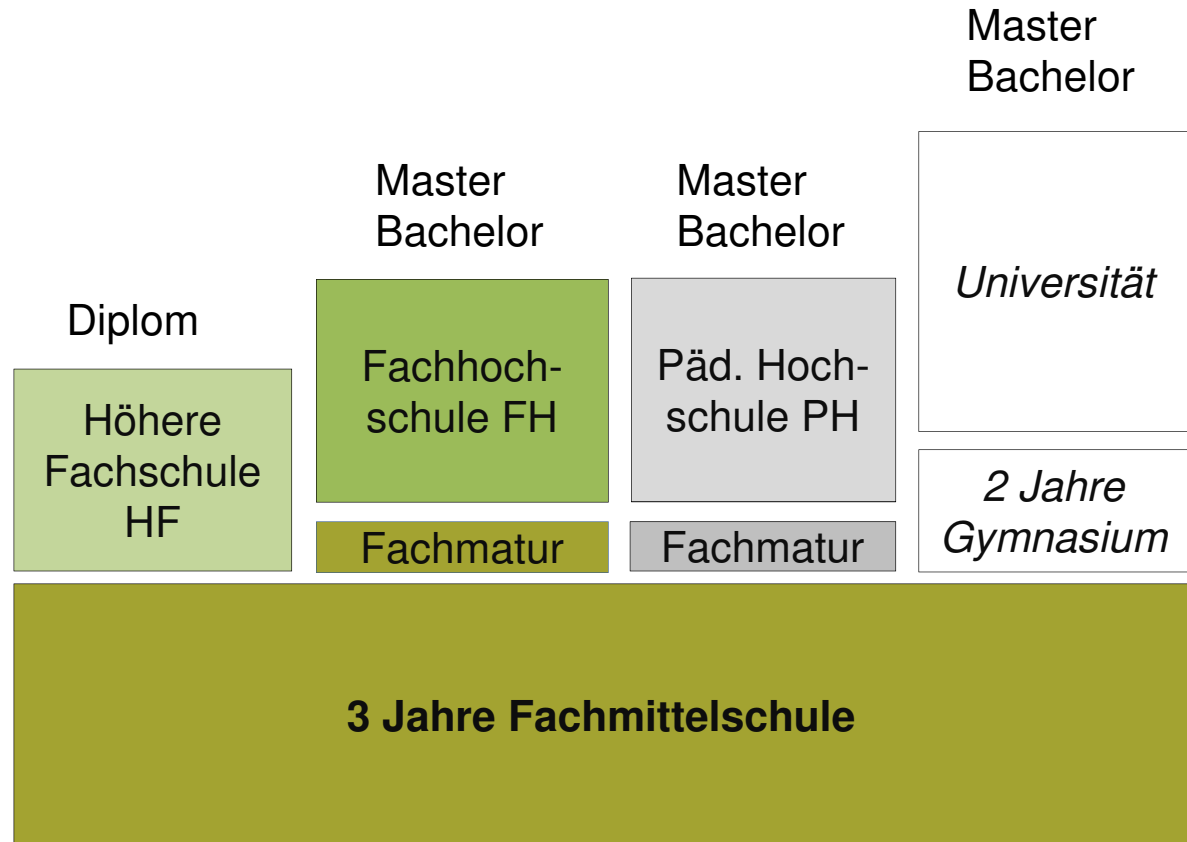 Master
Bachelor
Master
Bachelor
Master
Bachelor
Universität
Diplom
Fachhoch-
schule FH
Päd. Hoch-
schule PH
Höhere
Fachschule
HF
2 Jahre
Gymnasium
Fachmatur
Fachmatur
3 Jahre Fachmittelschule